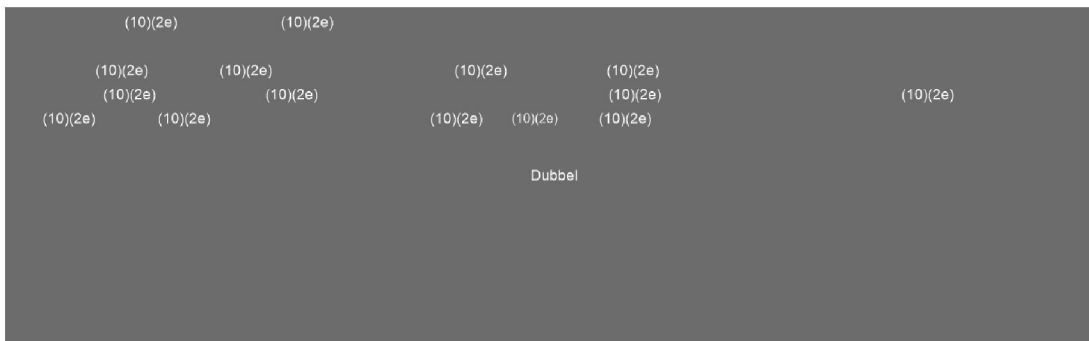 (10)(2e) (10)(2e)
(10)(2e) (10)(2e) (10)(2e) (10)(2e)
(10)(2e) (10)(2e) (10)(2e) (10)(2e)
(10)(2e) (10)(2e) (10)(2e) (10)(2e) (10)(2e)
Dubbel